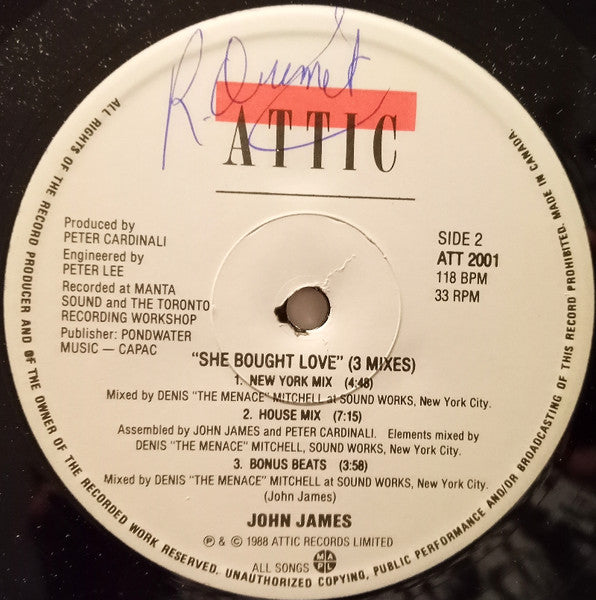 R. Ouimet
ATTIC
Produced by
PETER CARDINALI
Engineered by
PETER LEE
Recorded at MANTA
SOUND and THE TORONTO
RECORDING WORKSHOP
Publisher: PONDWATER
MUSIC — CAPAC
SIDE 2
ATT 2001
118 BPM
33 RPM
"SHE BOUGHT LOVE" (3 MIXES)
1. NEW YORK MIX (4:48)
Mixed by DENIS "THE MENACE" MITCHELL at SOUND WORKS, New York City.
2. HOUSE MIX (7:15)
Assembled by JOHN JAMES and PETER CARDINALI. Elements mixed by
DENIS "THE MENACE" MITCHELL, SOUND WORKS, New York City.
3. BONUS BEATS (3:58)
Mixed by DENIS "THE MENACE" MITCHELL at SOUND WORKS, New York City.
(John James)
JOHN JAMES
℗ & © 1988 ATTIC RECORDS LIMITED
ALL SONGS MAPL
ALL RIGHTS OF THE RECORD PRODUCER AND OF THE OWNER OF THE RECORDED WORK RESERVED. UNAUTHORIZED COPYING, PUBLIC PERFORMANCE AND/OR BROADCASTING OF THIS RECORD PROHIBITED. MADE IN CANADA.